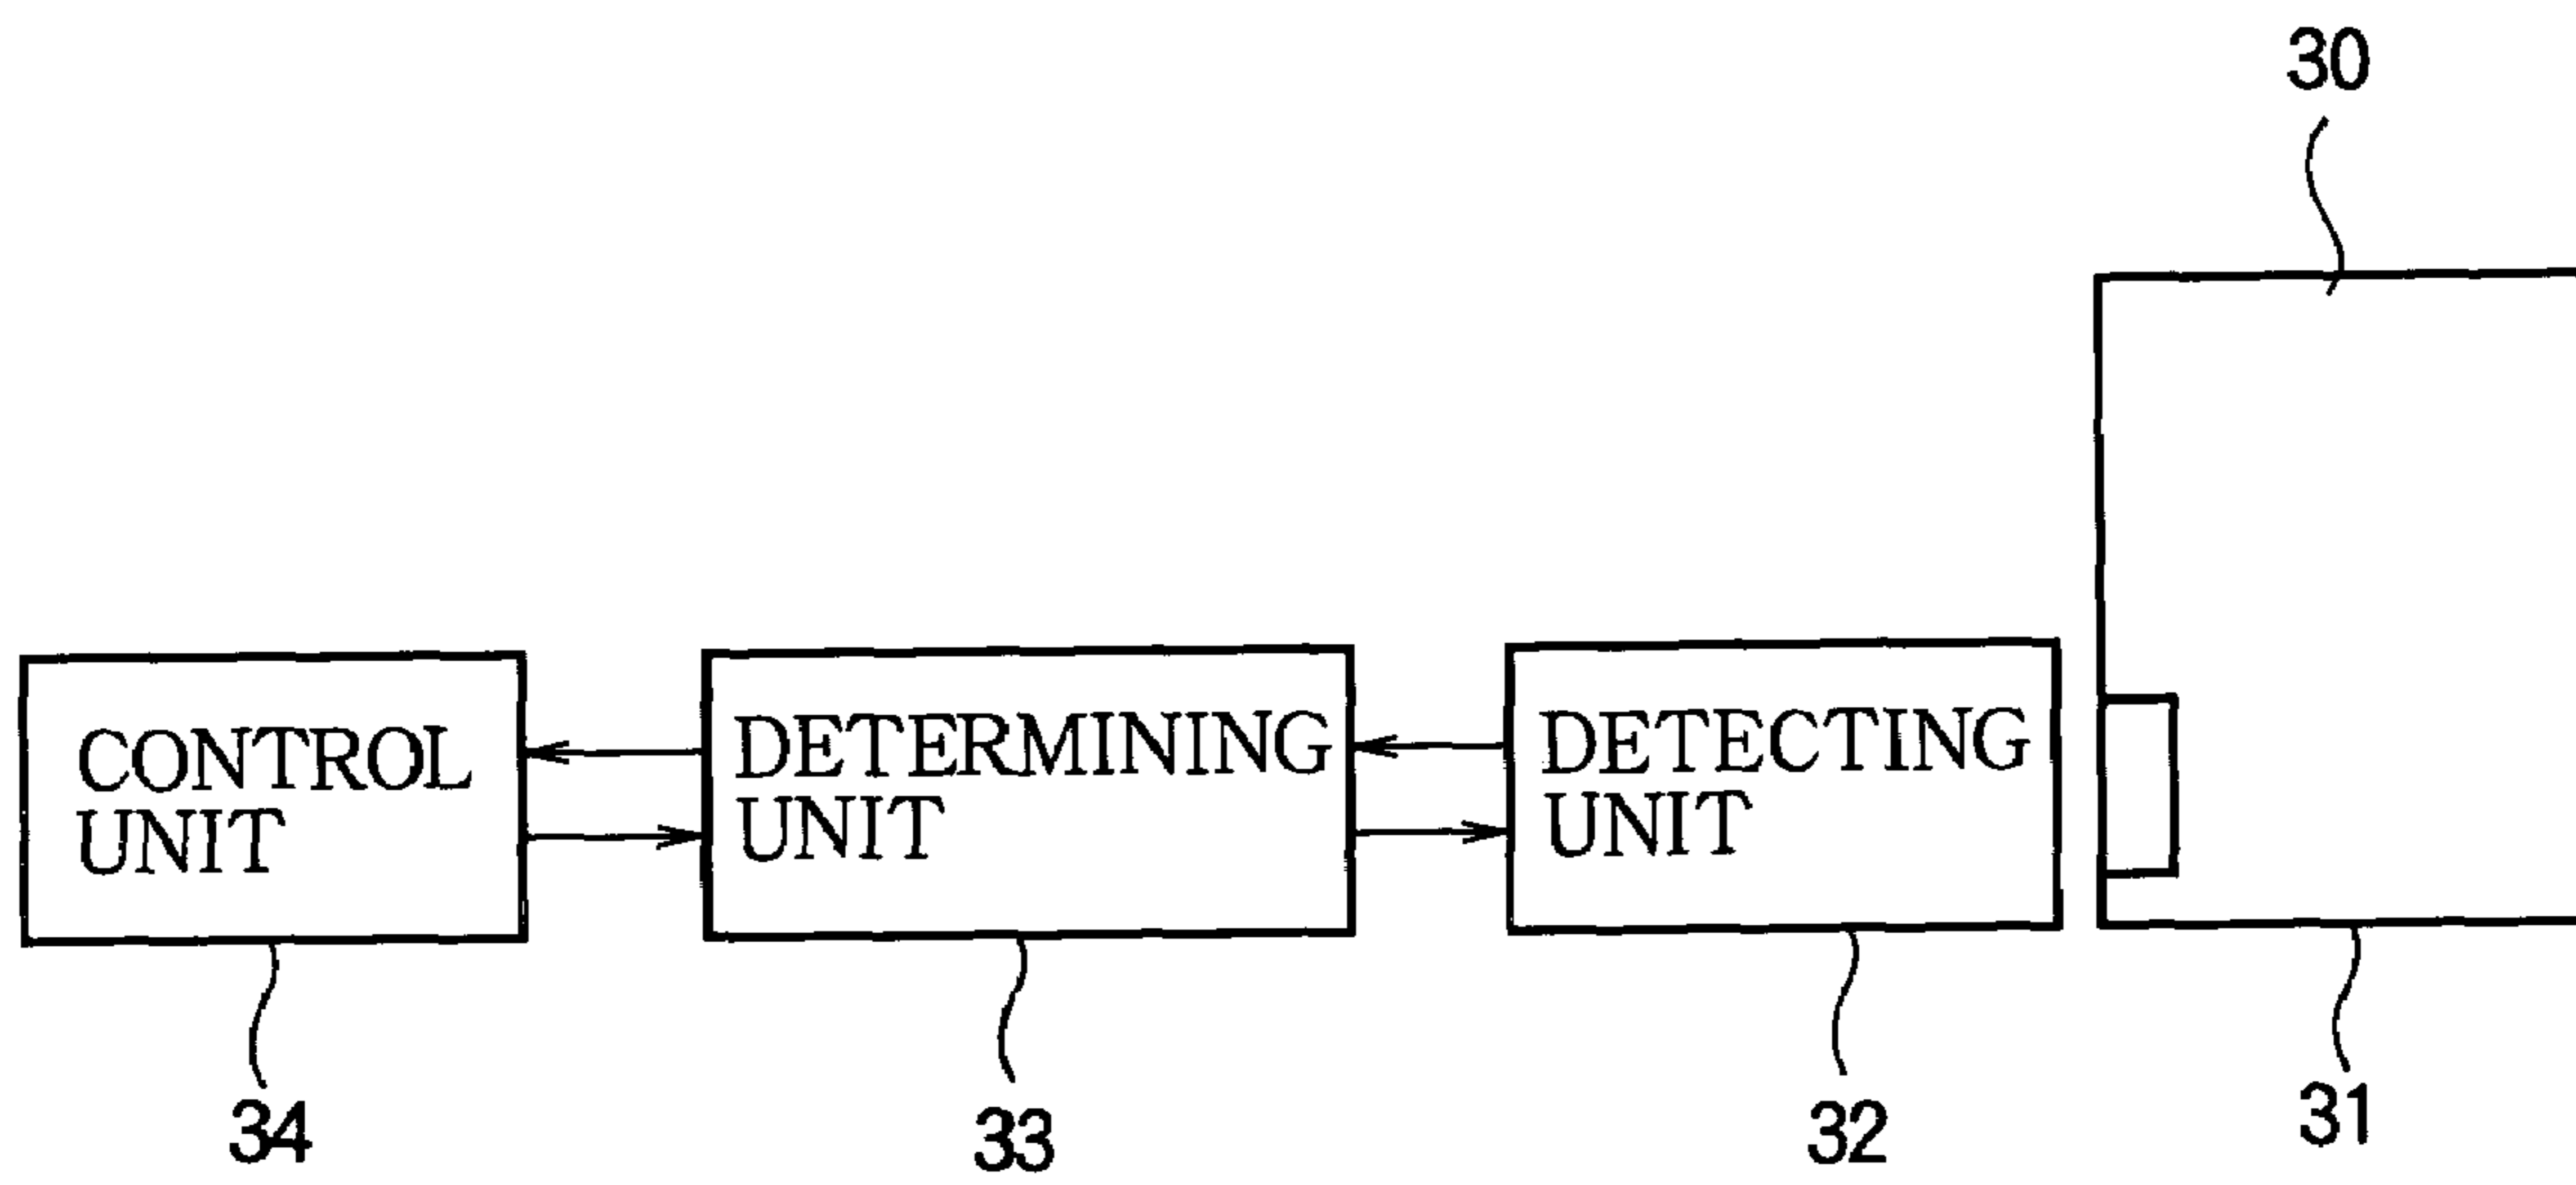 30
CONTROL
UNIT
DETERMINING
UNIT
DETECTING
UNIT
34
33
32
31